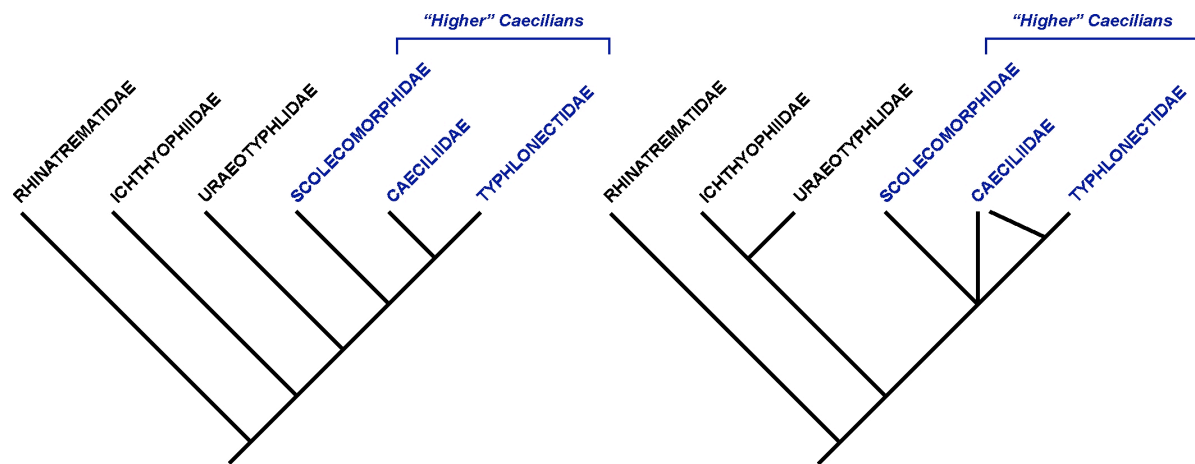 “Higher” Caecilians
RHINATREMATIDAE
ICHTHYOPHIIDAE
URAEOTYPHLIDAE
SCOLECOMORPHIDAE
CAECILIIDAE
TYPHLONECTIDAE
“Higher” Caecilians
RHINATREMATIDAE
ICHTHYOPHIIDAE
URAEOTYPHLIDAE
SCOLECOMORPHIDAE
CAECILIIDAE
TYPHLONECTIDAE